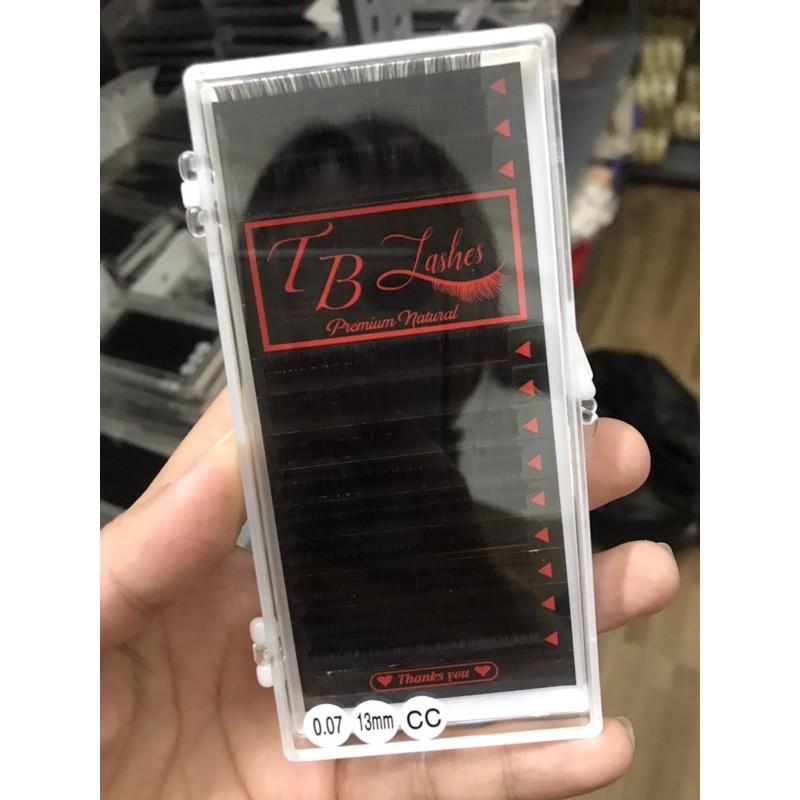 TB Lashes
Premium Natural
Thanks you
0.07 13mm CC